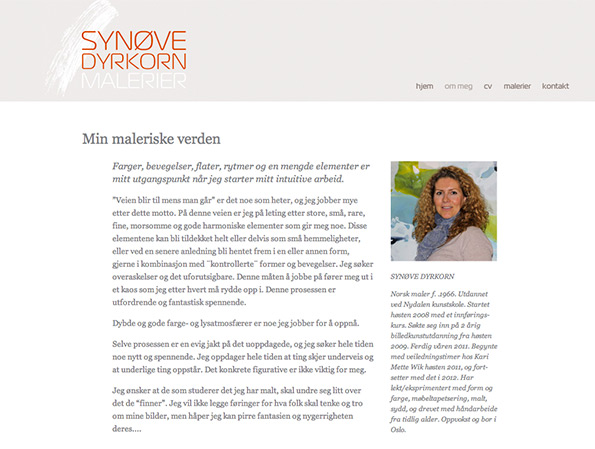 SYNØVE
DYRKORN
MALERIER
hjem om meg cv malerier kontakt
Min maleriske verden
Farger, bevegelser, flater, rytmer og en mengde elementer er
mitt utgangspunkt når jeg starter mitt intuitive arbeid.
"Veien blir til mens man går" er det noe som heter, og jeg jobber mye
etter dette motto. På denne veien er jeg på leting etter store, små, rare,
fine, morsomme og gode harmoniske elementer som gir meg noe. Disse
elementene kan bli tildekket helt eller delvis som små hemmeligheter,
eller ved en senere anledning bli hentet frem i en eller annen form,
gjerne i kombinasjon med ¨kontrollerte¨ former og bevegelser. Jeg søker
overaskelser og det uforutsigbare. Denne måten å jobbe på fører meg ut i
et kaos som jeg etter hvert må rydde opp i. Denne prosessen er
utfordrende og fantastisk spennende.
Dybde og gode farge- og lysatmosfærer er noe jeg jobber for å oppnå.
Selve prosessen er en evig jakt på det uoppdagede, og jeg søker hele tiden
noe nytt og spennende. Jeg oppdager hele tiden at ting skjer underveis og
at underlige ting oppstår. Det konkrete figurative er ikke viktig for meg.
Jeg ønsker at de som studerer det jeg har malt, skal undre seg litt over
det de "finner". Jeg vil ikke legge føringer for hva folk skal tenke og tro
om mine bilder, men håper jeg kan pirre fantasien og nygerrigheten
deres....
SYNØVE DYRKORN
Norsk maler f. .1966. Utdannet
ved Nydalen kunstskole. Startet
høsten 2008 med et innførings-
kurs. Søkte seg inn på 2 årig
billedkunstutdanning fra høsten
2009. Ferdig våren 2011. Begynte
med veiledningstimer hos Kari
Mette Wik høsten 2011, og fort-
setter med det i 2012. Har
lekt/eksprimentert med form og
farge, møbeltapetsering, malt,
sydd, og drevet med håndarbeide
fra tidlig alder. Oppvokst og bor i
Oslo.